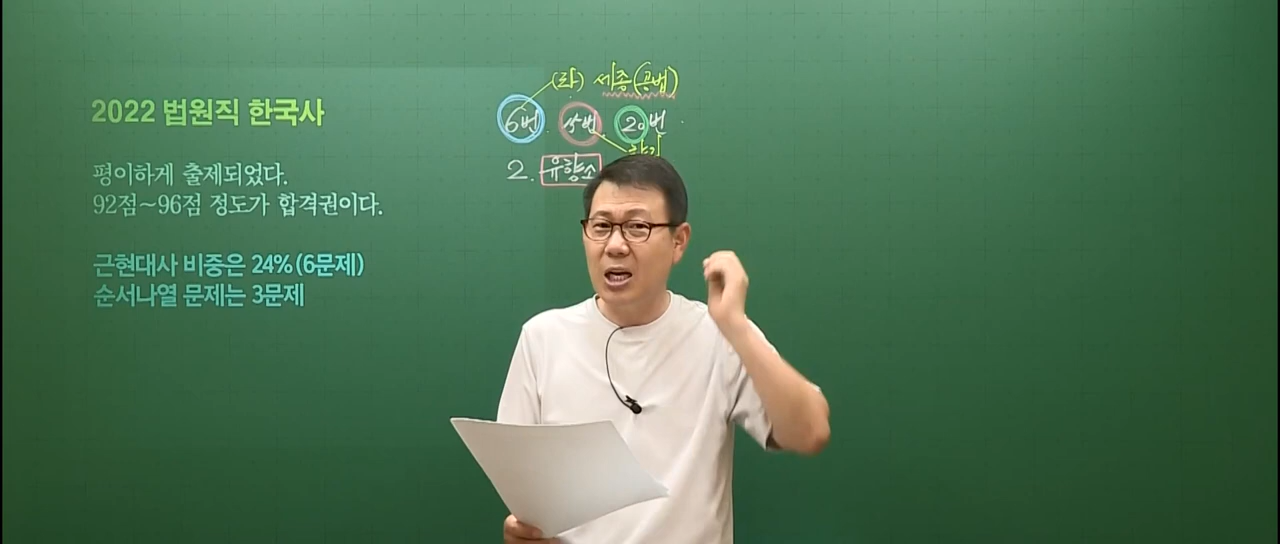 2022 법원직 한국사
평이하게 출제되었다.
92점~96점 정도가 합격권이다.
근현대사 비중은 24%(6문제)
순서나열 문제는 3문제
(라) 세종(공법)
6번. 번. 20번
2. 유향소